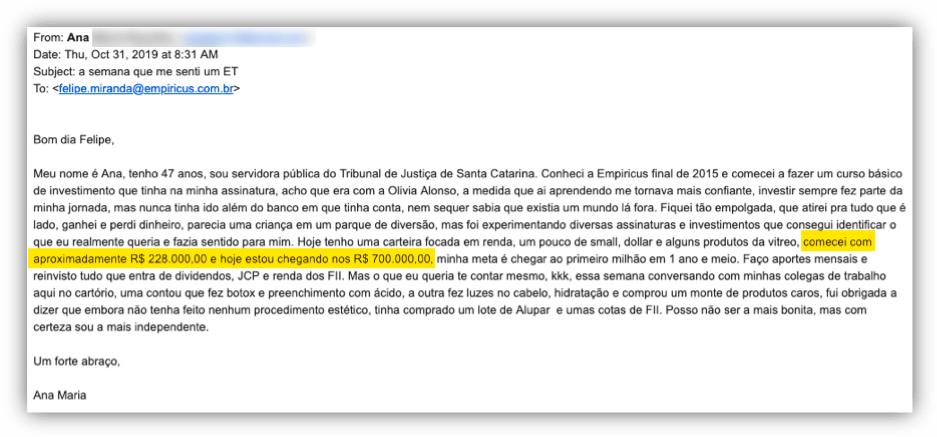 From: Ana
Date: Thu, Oct 31, 2019 at 8:31 AM
Subject: a semana que me senti um ET
To: <felipe.miranda@empiricus.com.br>
Bom dia Felipe,
Meu nome é Ana, tenho 47 anos, sou servidora pública do Tribunal de Justiça de Santa Catarina. Conheci a Empiricus final de 2015 e comecei a fazer um curso básico
de investimento que tinha na minha assinatura, acho que era com a Olivia Alonso, a medida que ai aprendendo me tornava mais confiante, investir sempre fez parte da
minha jornada, mas nunca tinha ido além do banco em que tinha conta, nem sequer sabia que existia um mundo lá fora. Fiquei tão empolgada, que atirei pra tudo que é
lado, ganhei e perdi dinheiro, parecia uma criança em um parque de diversão, mas foi experimentando diversas assinaturas e investimentos que consegui identificar o
que eu realmente queria e fazia sentido para mim. Hoje tenho uma carteira focada em renda, um pouco de small, dollar e alguns produtos da vitreo, comecei com
aproximadamente R$ 228.000,00 e hoje estou chegando nos R$ 700.000,00, minha meta é chegar ao primeiro milhão em 1 ano e meio. Faço aportes mensais e
reinvisto tudo que entra de dividendos, JCP e renda dos FII. Mas o que eu queria te contar mesmo, kkk, essa semana conversando com minhas colegas de trabalho
aqui no cartório, uma contou que fez botox e preenchimento com ácido, a outra fez luzes no cabelo, hidratação e comprou um monte de produtos caros, fui obrigada a
dizer que embora não tenha feito nenhum procedimento estético, tinha comprado um lote de Alupar e umas cotas de FII. Posso não ser a mais bonita, mas com
certeza sou a mais independente.
Um forte abraço,
Ana Maria